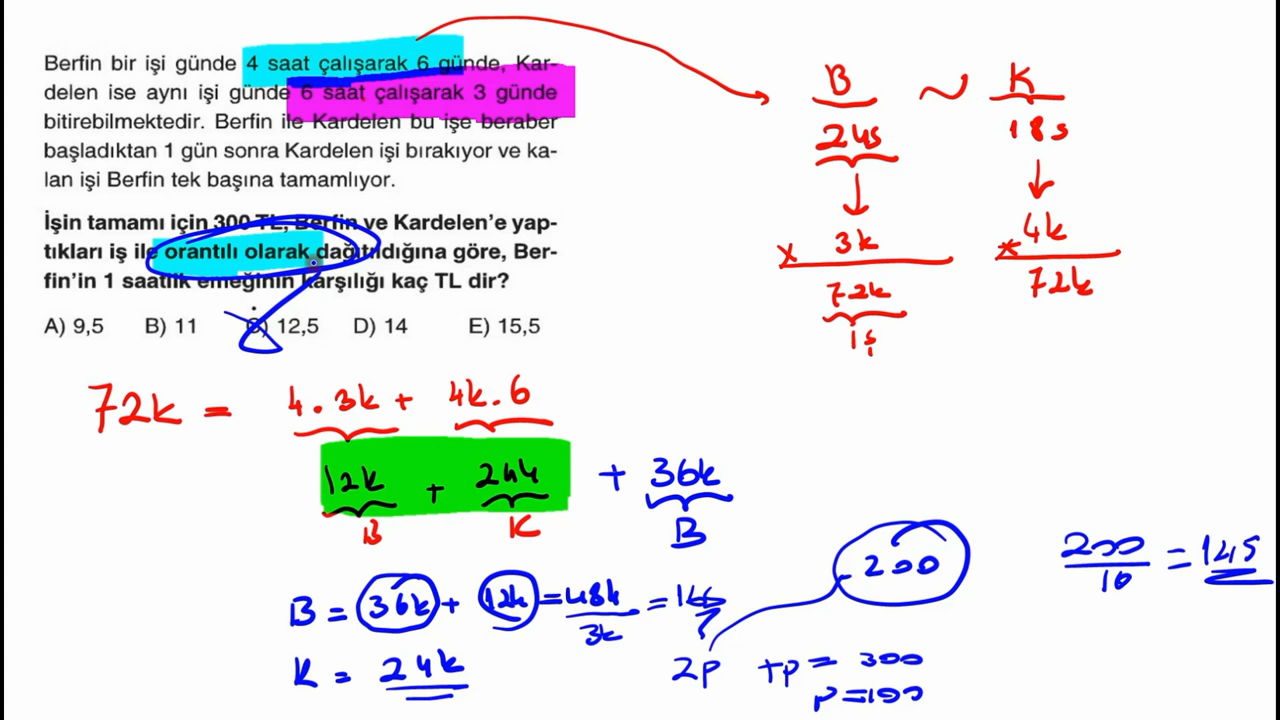 Berfin bir işi günde 4 saat çalışarak 6 günde, Kar-
delen ise aynı işi günde 6 saat çalışarak 3 günde
bitirebilmektedir. Berfin ile Kardelen bu işe beraber
başladıktan 1 gün sonra Kardelen işi bırakıyor ve ka-
lan işi Berfin tek başına tamamlıyor.
İşin tamamı için 300 TL, Berfin ve Kardelen'e yap-
tıkları iş ile orantılı olarak dağıtıldığına göre, Ber-
fin'in 1 saatlik emeğinin karşılığı kaç TL dir?
A) 9,5 B) 11 C) 12,5 D) 14 E) 15,5
B ~ K
24s 18s
x 3k * 4k
72k 72k
1 iş
72k = 4.3k + 4k.6
12k + 24k + 36k
B K B
B = 36k + 12k = 48k
3k
K = 24k
2p + p = 300
p = 100
200
200
16
= 12,5